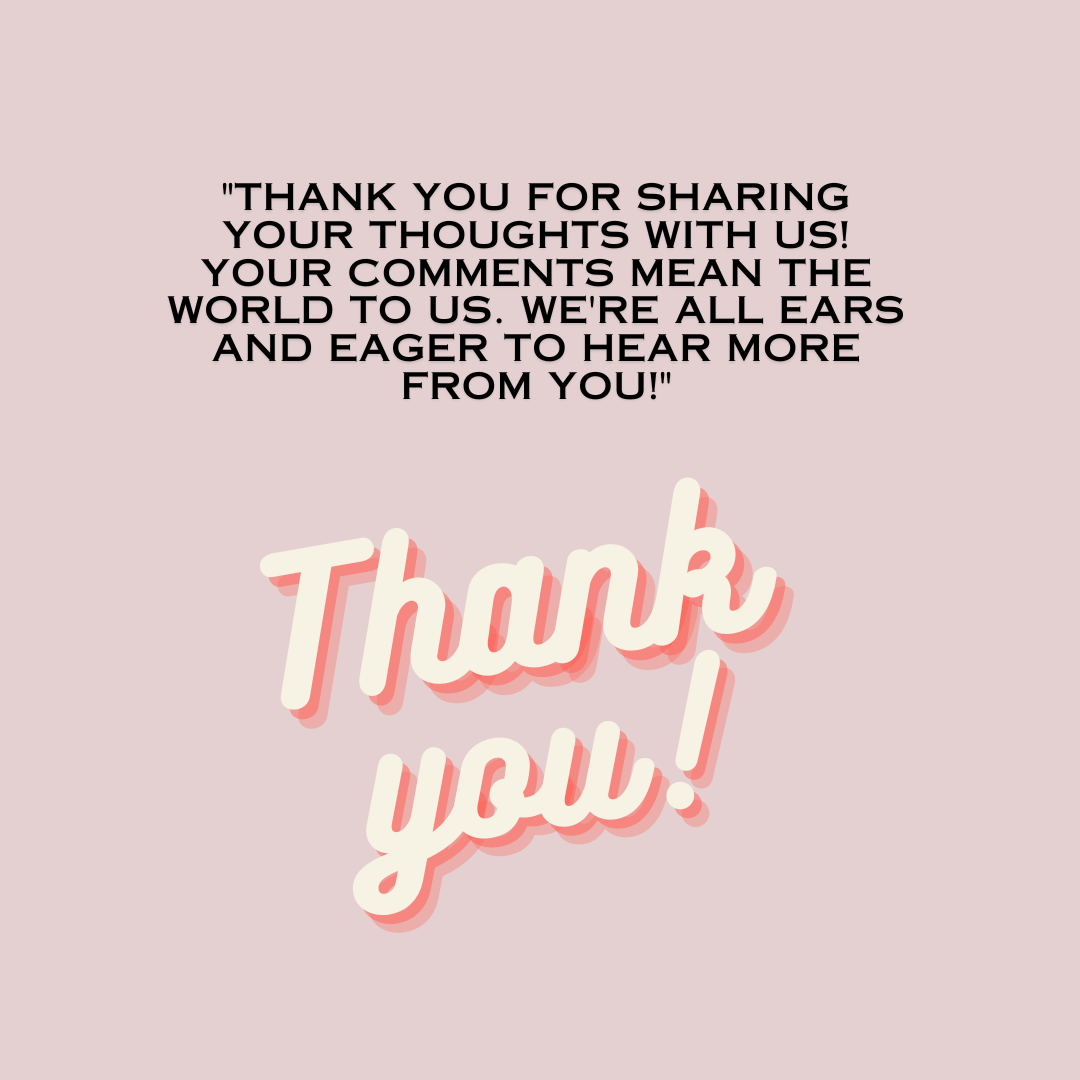 "THANK YOU FOR SHARING
YOUR THOUGHTS WITH US!
YOUR COMMENTS MEAN THE
WORLD TO US. WE'RE ALL EARS
AND EAGER TO HEAR MORE
FROM YOU!"
Thank
you!